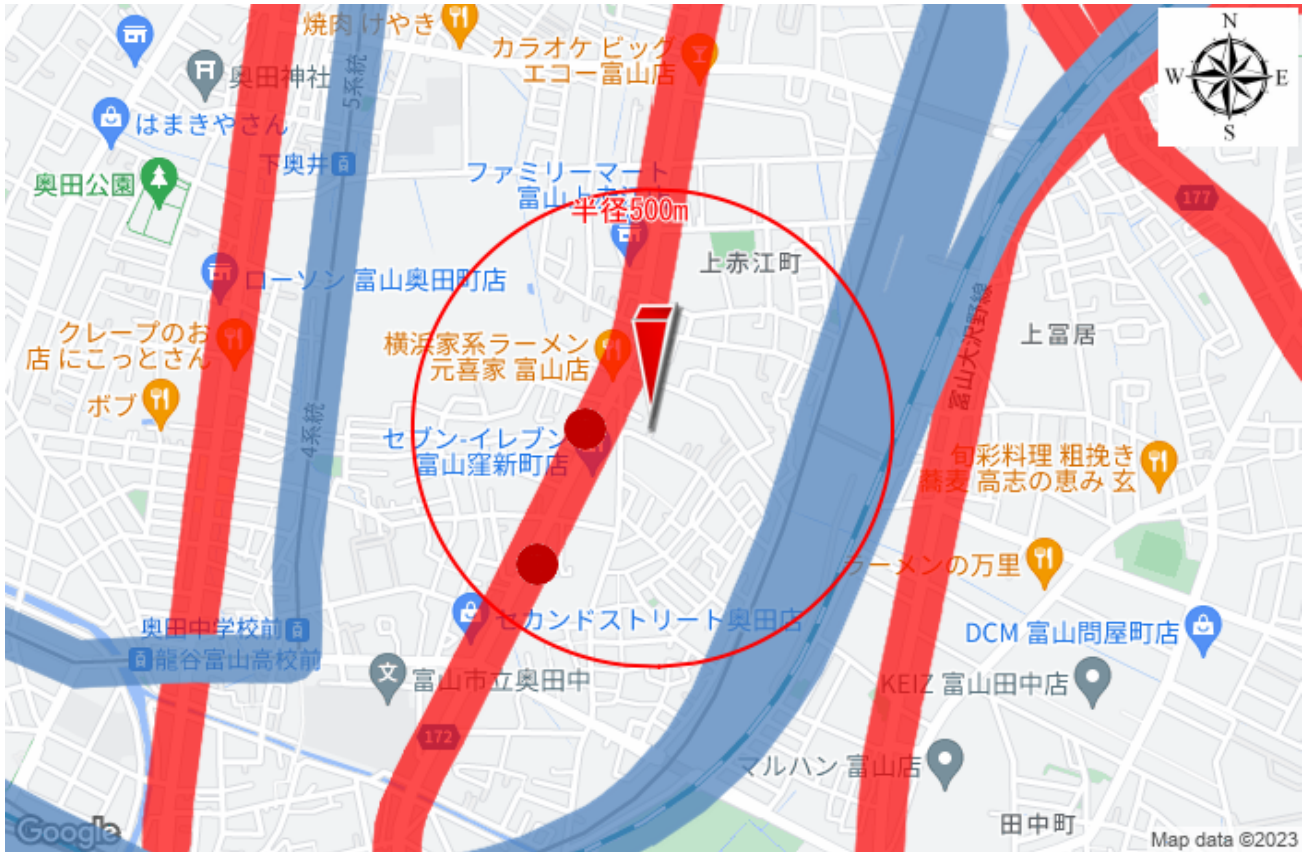 焼肉 けやき
カラオケ ビッグ
エコー富山店
N
W
E
S
奥田神社
5系統
はまきやさん
下奥井
ファミリーマート
奥田公園
177
半径500m
上赤江町
ローソン 富山奥田町店
富山大沢野線
クレープのお
店 にこっとさん
横浜家系ラーメン
元喜家 富山店
上冨居
ボブ
4系統
セブン-イレブン
富山窪新町店
旬彩料理 粗挽き
蕎麦 高志の恵み 玄
ラーメンの万里
セカンドストリート奥田店
奥田中学校前
龍谷富山高校前
DCM 富山問屋町店
富山市立奥田中
KEIZ 富山田中店
172
マルハン 富山店
田中町
Google
Map data ©2023